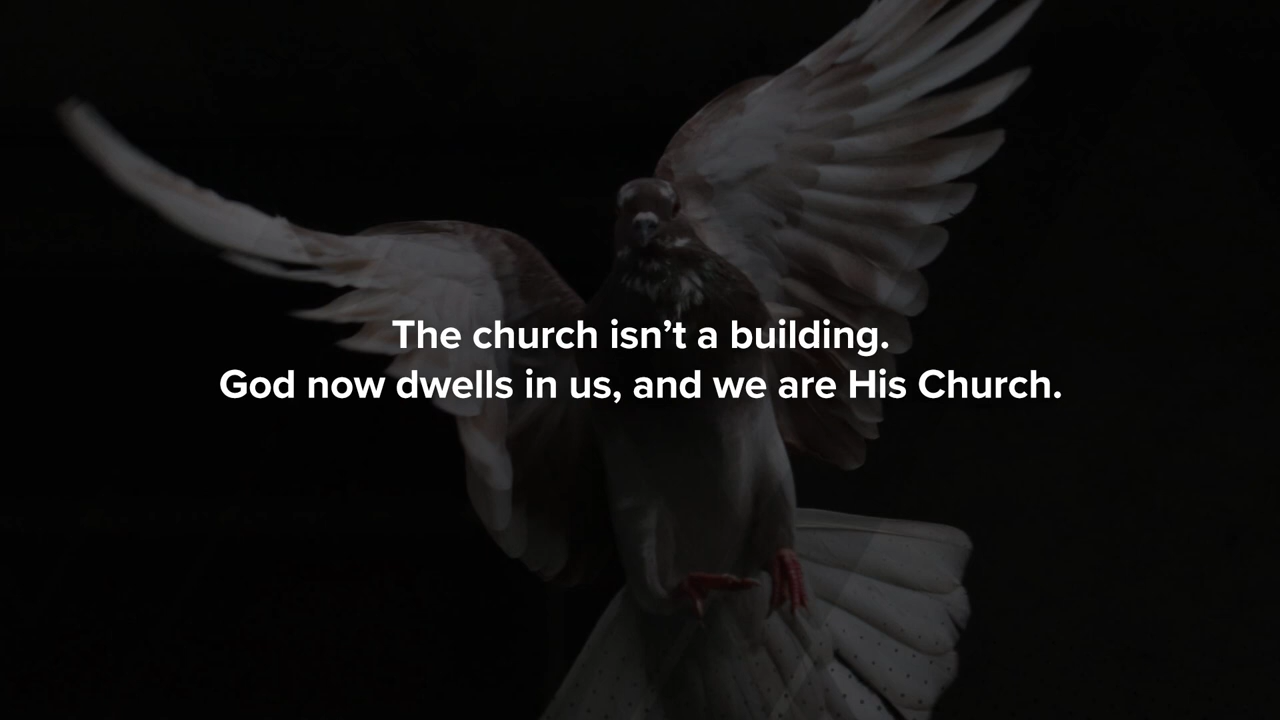 The church isn’t a building.
God now dwells in us, and we are His Church.